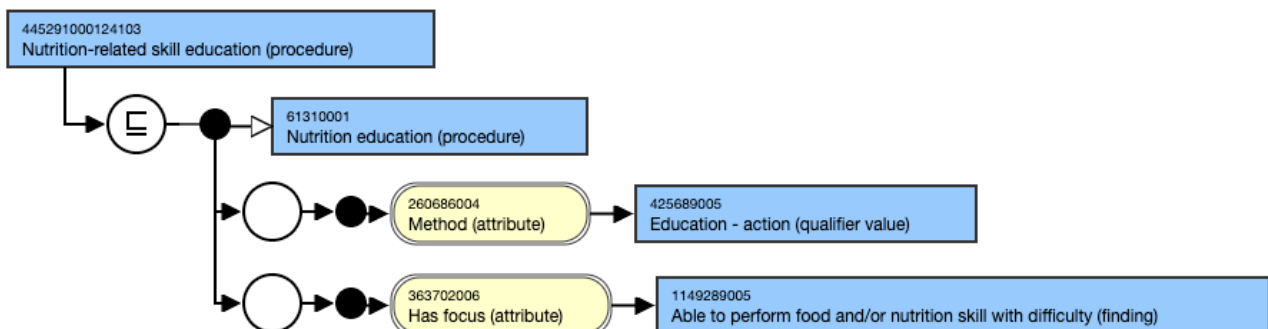 445291000124103
Nutrition-related skill education (procedure)
⊑
61310001
Nutrition education (procedure)
260686004
Method (attribute)
425689005
Education - action (qualifier value)
363702006
Has focus (attribute)
1149289005
Able to perform food and/or nutrition skill with difficulty (finding)